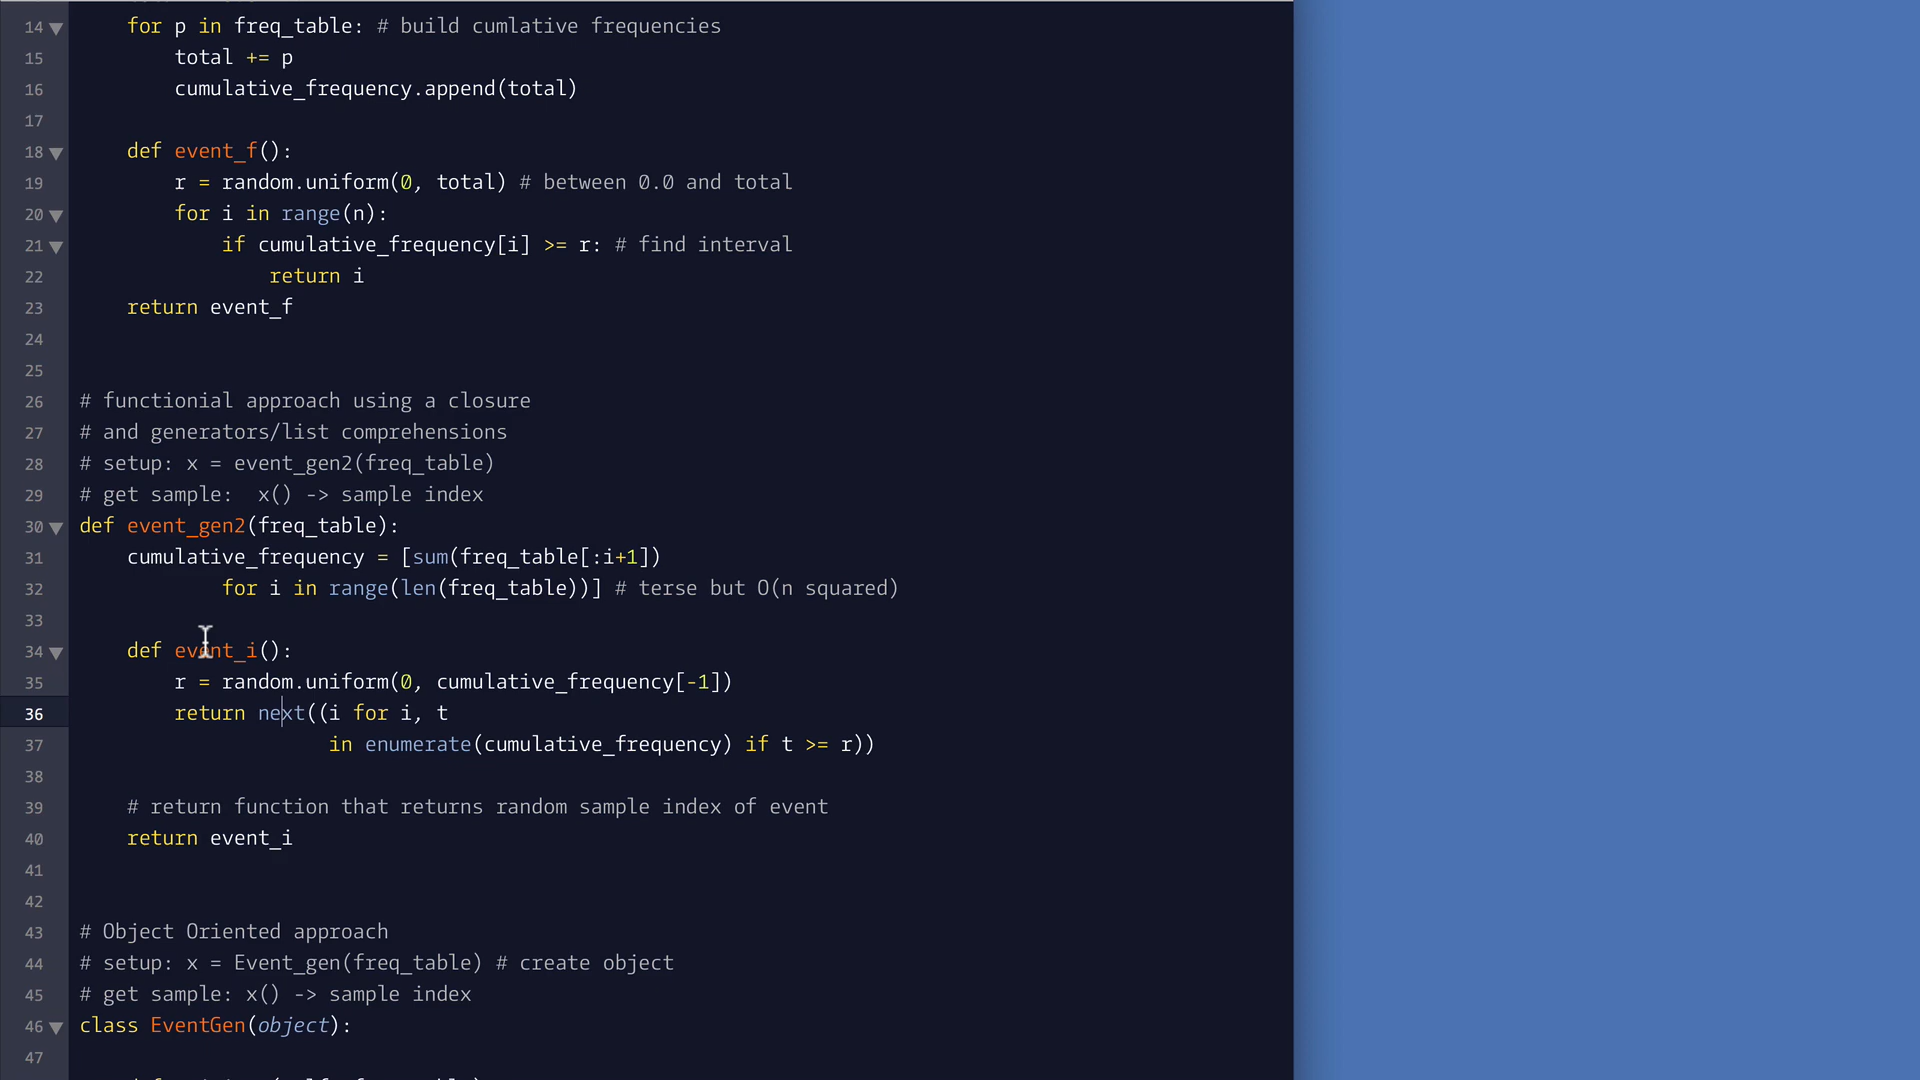 14 ▼ for p in freq_table: # build cumlative frequencies
15 total += p
16 cumulative_frequency.append(total)
17
18 ▼ def event_f():
19 r = random.uniform(0, total) # between 0.0 and total
20 ▼ for i in range(n):
21 ▼ if cumulative_frequency[i] >= r: # find interval
22 return i
23 return event_f
24
25
26 # functionial approach using a closure
27 # and generators/list comprehensions
28 # setup: x = event_gen2(freq_table)
29 # get sample:  x() -> sample index
30 ▼ def event_gen2(freq_table):
31 cumulative_frequency = [sum(freq_table[:i+1])
32 for i in range(len(freq_table))] # terse but O(n squared)
33
34 ▼ def event_i():
35 r = random.uniform(0, cumulative_frequency[-1])
36 return next((i for i, t
37 in enumerate(cumulative_frequency) if t >= r))
38
39 # return function that returns random sample index of event
40 return event_i
41
42
43 # Object Oriented approach
44 # setup: x = Event_gen(freq_table) # create object
45 # get sample: x() -> sample index
46 ▼ class EventGen(object):
47